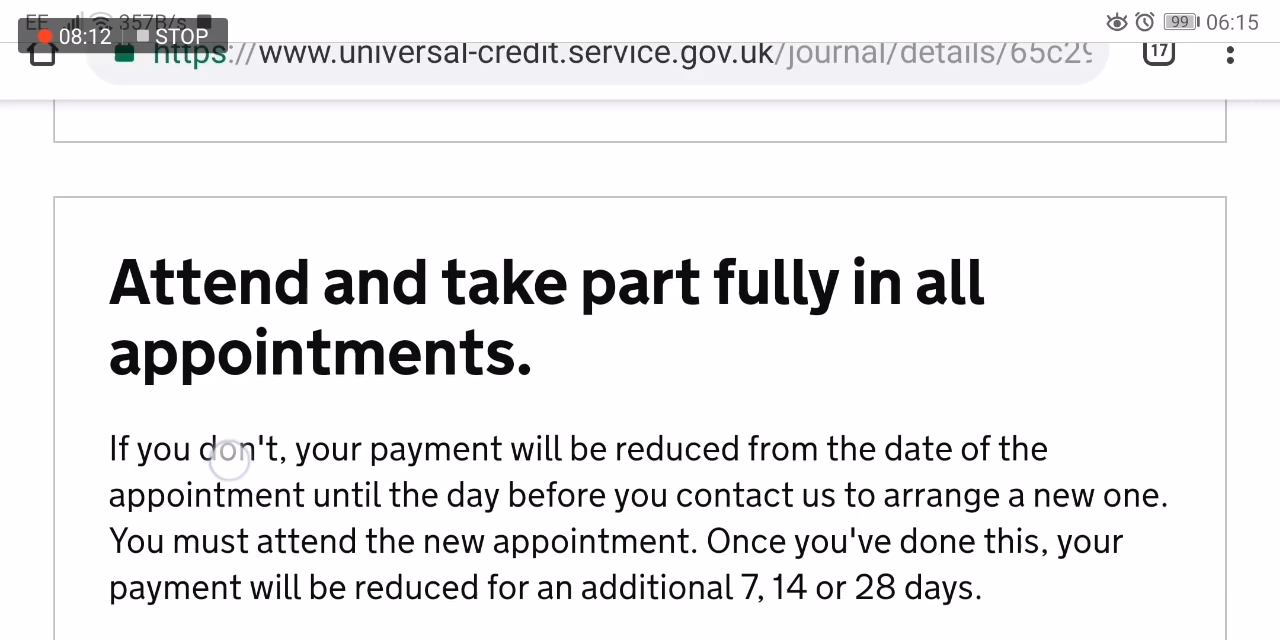 EE 357B/s 99 06:15
08:12 STOP
https://www.universal-credit.service.gov.uk/journal/details/65c29 17
Attend and take part fully in all
appointments.
If you don't, your payment will be reduced from the date of the
appointment until the day before you contact us to arrange a new one.
You must attend the new appointment. Once you've done this, your
payment will be reduced for an additional 7, 14 or 28 days.